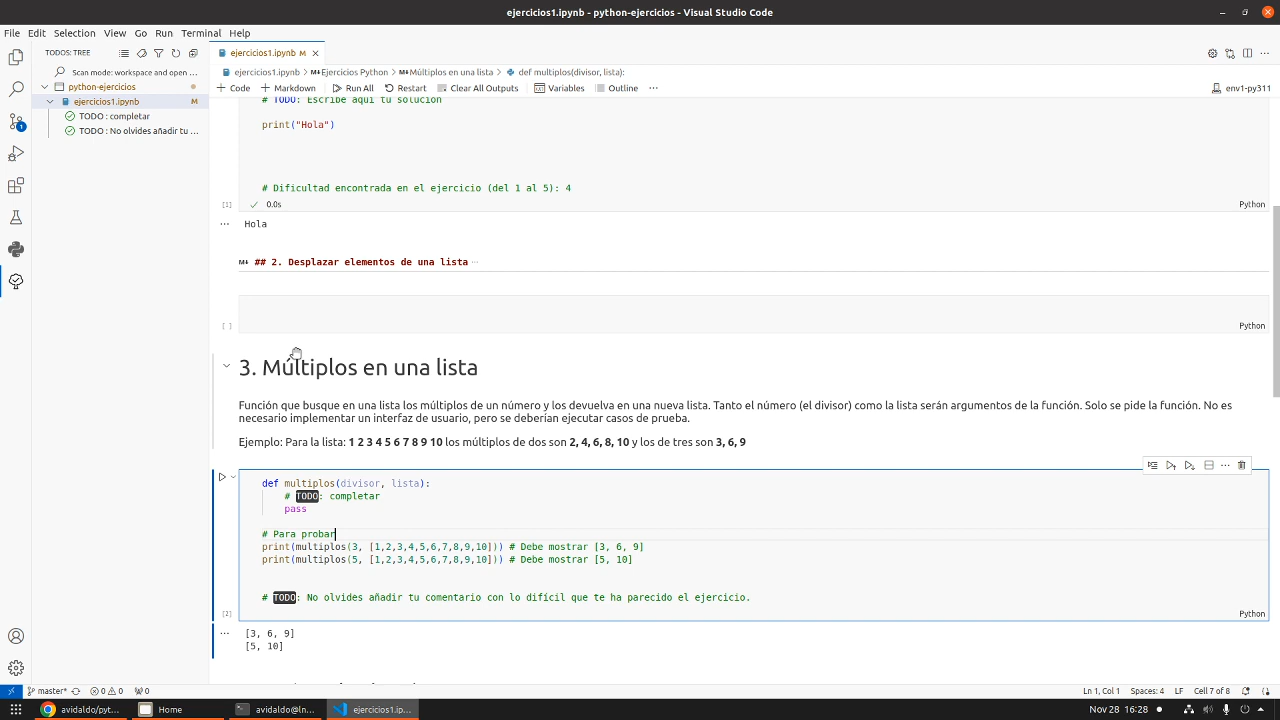 ejercicios1.ipynb - python-ejercicios - Visual Studio Code
File Edit Selection View Go Run Terminal Help
TODOS: TREE
ejercicios1.ipynb M
Scan mode: workspace and open ...
python-ejercicios
ejercicios1.ipynb M
TODO : completar
TODO : No olvides añadir tu ...
ejercicios1.ipynb > M↓Ejercicios Python > M↓Múltiplos en una lista > def multiplos(divisor, lista):
+ Code + Markdown Run All Restart Clear All Outputs Variables Outline ... env1-py311
# TODO: Escribe aquí tu solución
print("Hola")
# Dificultad encontrada en el ejercicio (del 1 al 5): 4
[1] 0.0s Python
... Hola
M↓ ## 2. Desplazar elementos de una lista ...
[ ] Python
3. Múltiplos en una lista
Función que busque en una lista los múltiplos de un número y los devuelva en una nueva lista. Tanto el número (el divisor) como la lista serán argumentos de la función. Solo se pide la función. No es
necesario implementar un interfaz de usuario, pero se deberían ejecutar casos de prueba.
Ejemplo: Para la lista: 1 2 3 4 5 6 7 8 9 10 los múltiplos de dos son 2, 4, 6, 8, 10 y los de tres son 3, 6, 9
def multiplos(divisor, lista):
# TODO: completar
pass
# Para probar
print(multiplos(3, [1,2,3,4,5,6,7,8,9,10])) # Debe mostrar [3, 6, 9]
print(multiplos(5, [1,2,3,4,5,6,7,8,9,10])) # Debe mostrar [5, 10]
# TODO: No olvides añadir tu comentario con lo difícil que te ha parecido el ejercicio.
[2] Python
... [3, 6, 9]
[5, 10]
master* 0 0 0 Ln 1, Col 1 Spaces: 4 LF Cell 7 of 8
avidaldo/pyt... Home avidaldo@ln... ejercicios1.ip... Nov 28 16:28